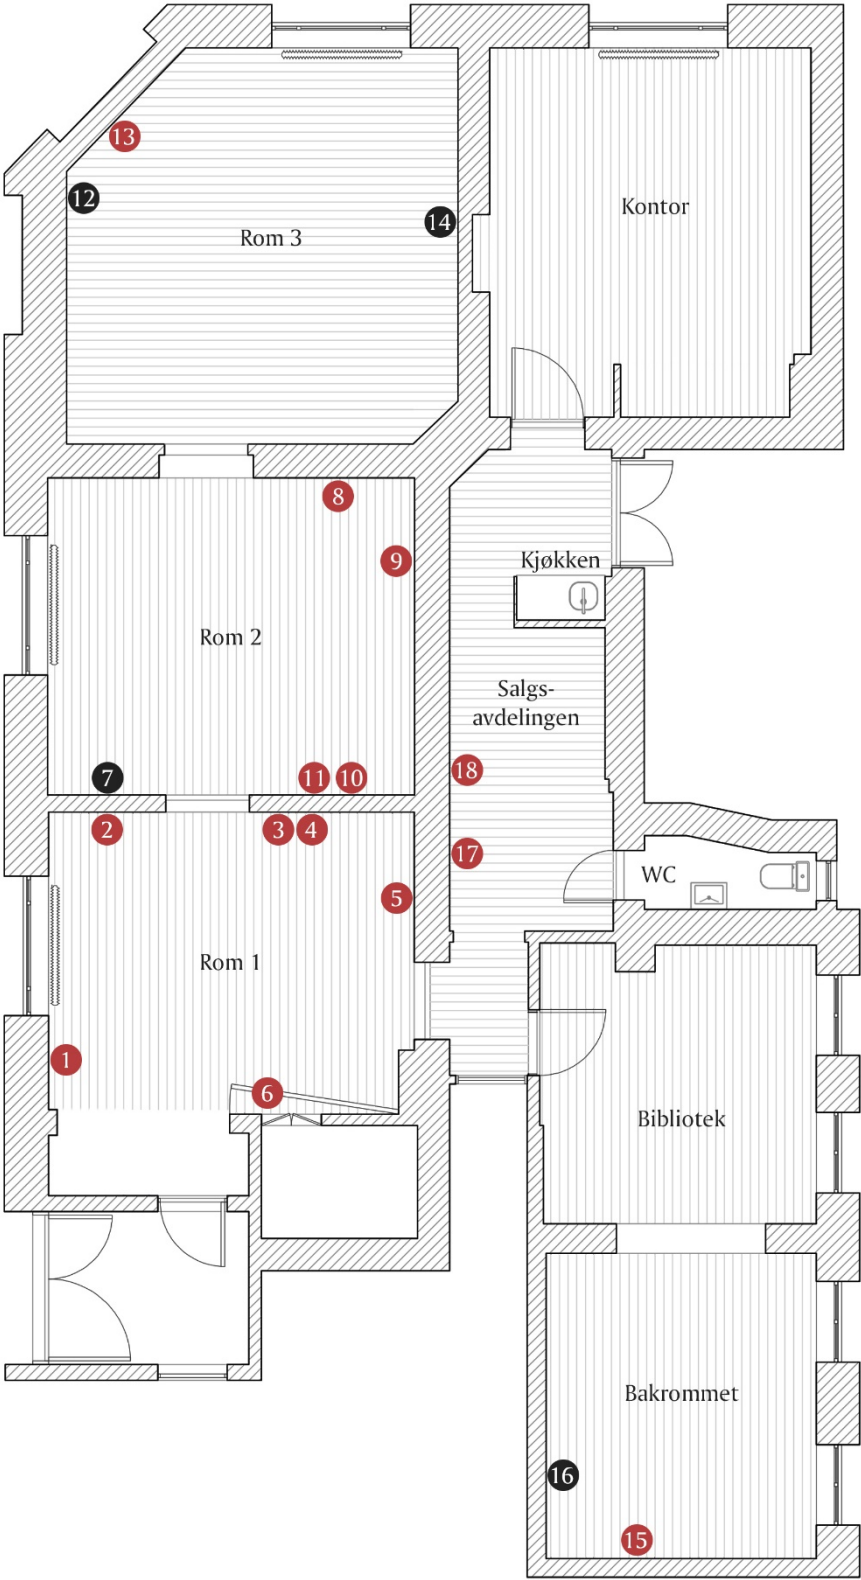 13
12
14
Rom 3
Kontor
8
9
Kjøkken
Rom 2
Salgs-
avdelingen
7
11
10
18
2
3
4
17
5
WC
Rom 1
1
6
Bibliotek
Bakrommet
16
15